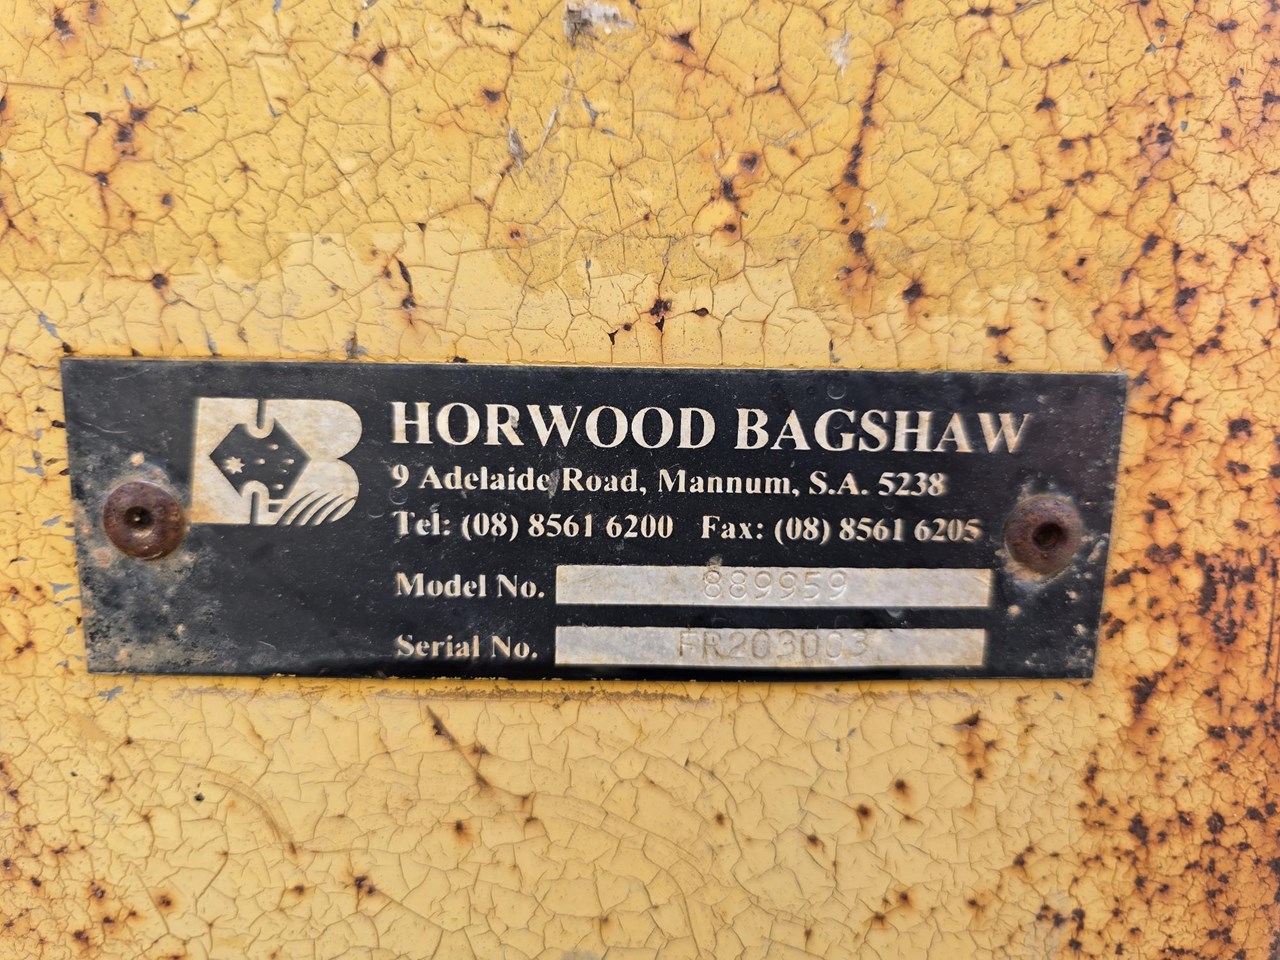 HORWOOD BAGSHAW
9 Adelaide Road, Mannum, S.A. 5238
Tel: (08) 8561 6200 Fax: (08) 8561 6205
Model No. 889959
Serial No. FR203003